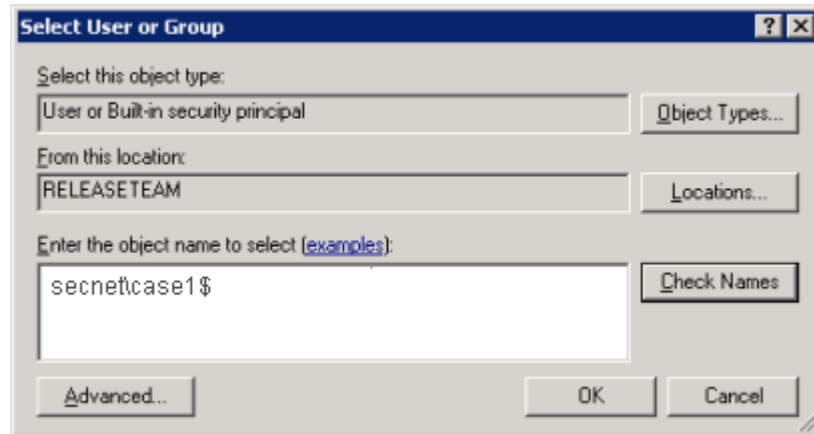 Select User or Group
Select this object type:
User or Built-in security principal
Object Types...
From this location:
RELEASETEAM
Locations...
Enter the object name to select (examples):
secnet\case1$
Check Names
Advanced...
OK
Cancel